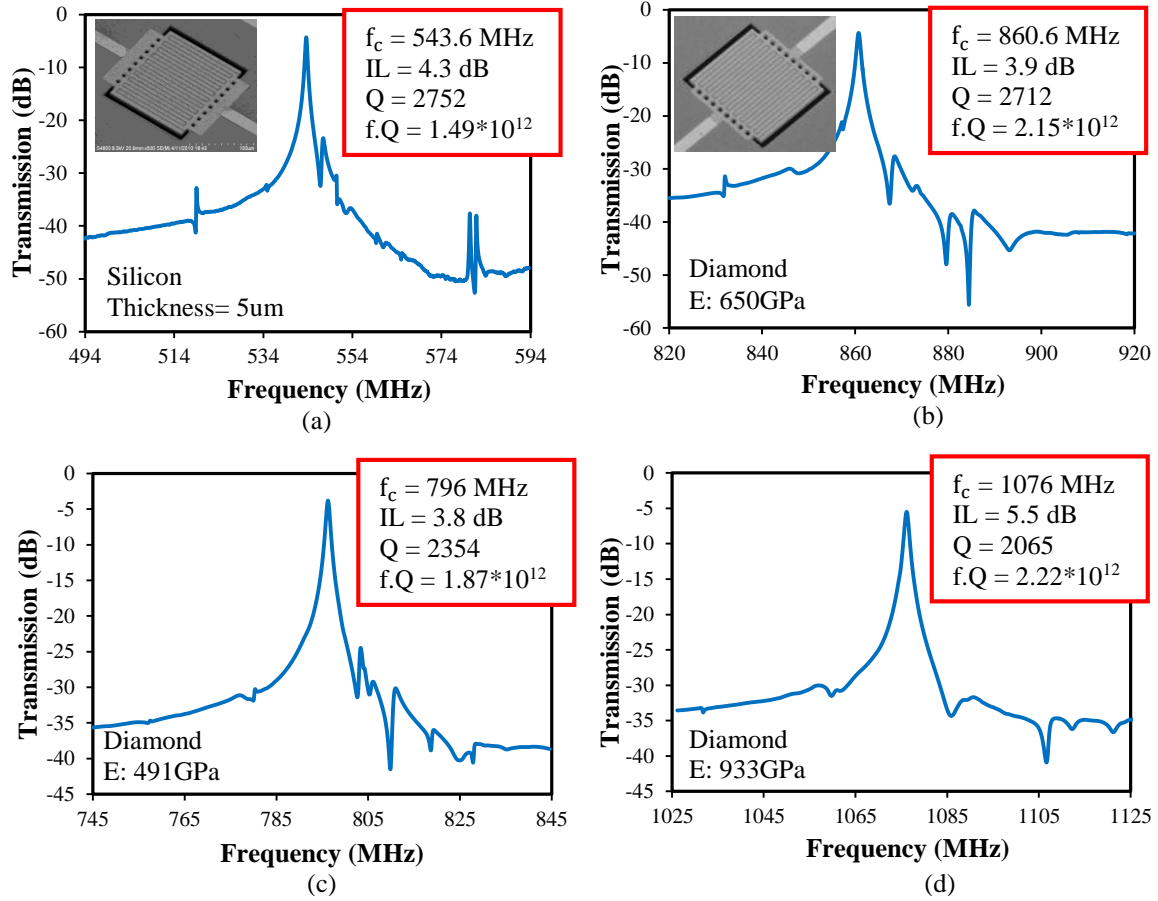 Transmission (dB)
0
-10
-20
-30
-40
-50
-60
f_c = 543.6 MHz
IL = 4.3 dB
Q = 2752
f.Q = 1.49*10^12
Silicon
Thickness= 5um
494 514 534 554 574 594
Frequency (MHz)
(a)
Transmission (dB)
0
-10
-20
-30
-40
-50
-60
f_c = 860.6 MHz
IL = 3.9 dB
Q = 2712
f.Q = 2.15*10^12
Diamond
E: 650GPa
820 840 860 880 900 920
Frequency (MHz)
(b)
Transmission (dB)
0
-5
-10
-15
-20
-25
-30
-35
-40
-45
f_c = 796 MHz
IL = 3.8 dB
Q = 2354
f.Q = 1.87*10^12
Diamond
E: 491GPa
745 765 785 805 825 845
Frequency (MHz)
(c)
Transmission (dB)
0
-5
-10
-15
-20
-25
-30
-35
-40
-45
f_c = 1076 MHz
IL = 5.5 dB
Q = 2065
f.Q = 2.22*10^12
Diamond
E: 933GPa
1025 1045 1065 1085 1105 1125
Frequency (MHz)
(d)